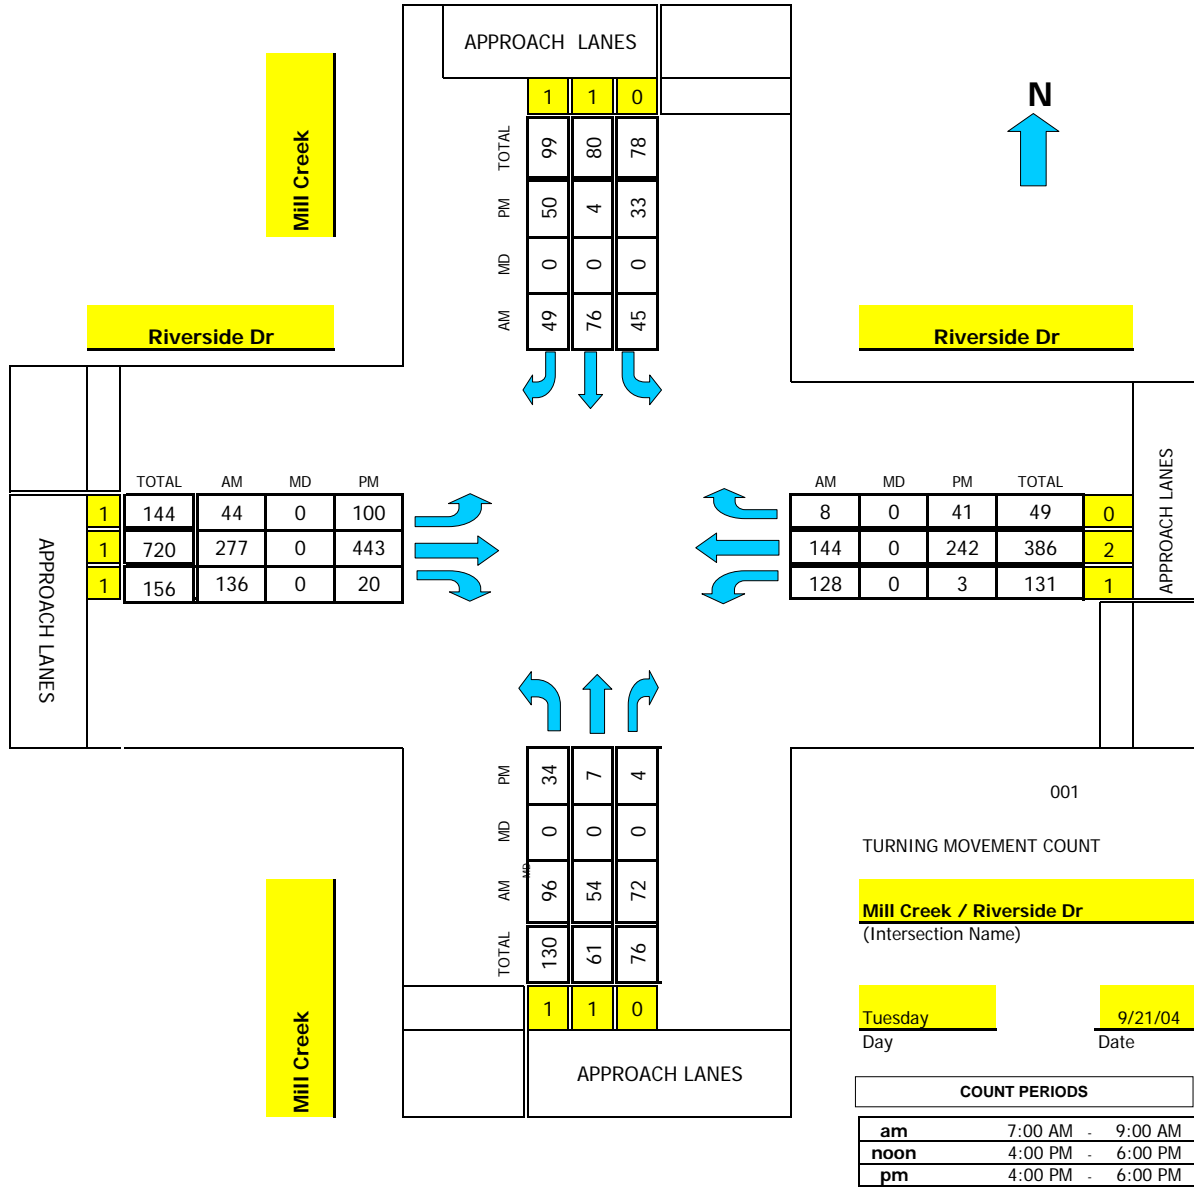 APPROACH LANES
1 1 0
N
Mill Creek
TOTAL 99 80 78
PM 50 4 33
MD 0 0 0
AM 49 76 45
Riverside Dr
Riverside Dr
TOTAL AM MD PM
1 144 44 0 100
1 720 277 0 443
1 156 136 0 20
APPROACH LANES
AM MD PM TOTAL
8 0 41 49 0
144 0 242 386 2
128 0 3 131 1
APPROACH LANES
PM 34 7 4
MD 0 0 0
MD
AM 96 54 72
TOTAL 130 61 76
1 1 0
APPROACH LANES
Mill Creek
001
TURNING MOVEMENT COUNT
Mill Creek / Riverside Dr
(Intersection Name)
Tuesday 9/21/04
Day Date
COUNT PERIODS
am 7:00 AM - 9:00 AM
noon 4:00 PM - 6:00 PM
pm 4:00 PM - 6:00 PM